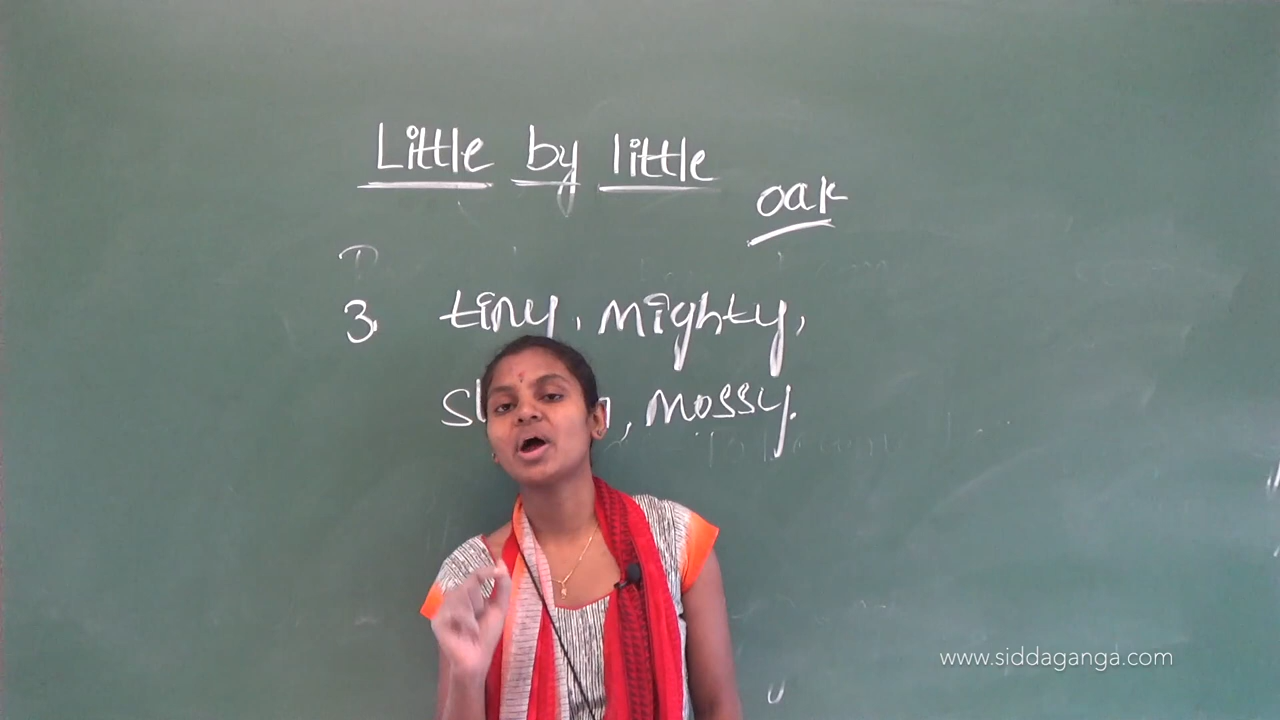 Little by little
oak
3. tiny, mighty,
, mossy.
www.siddaganga.com